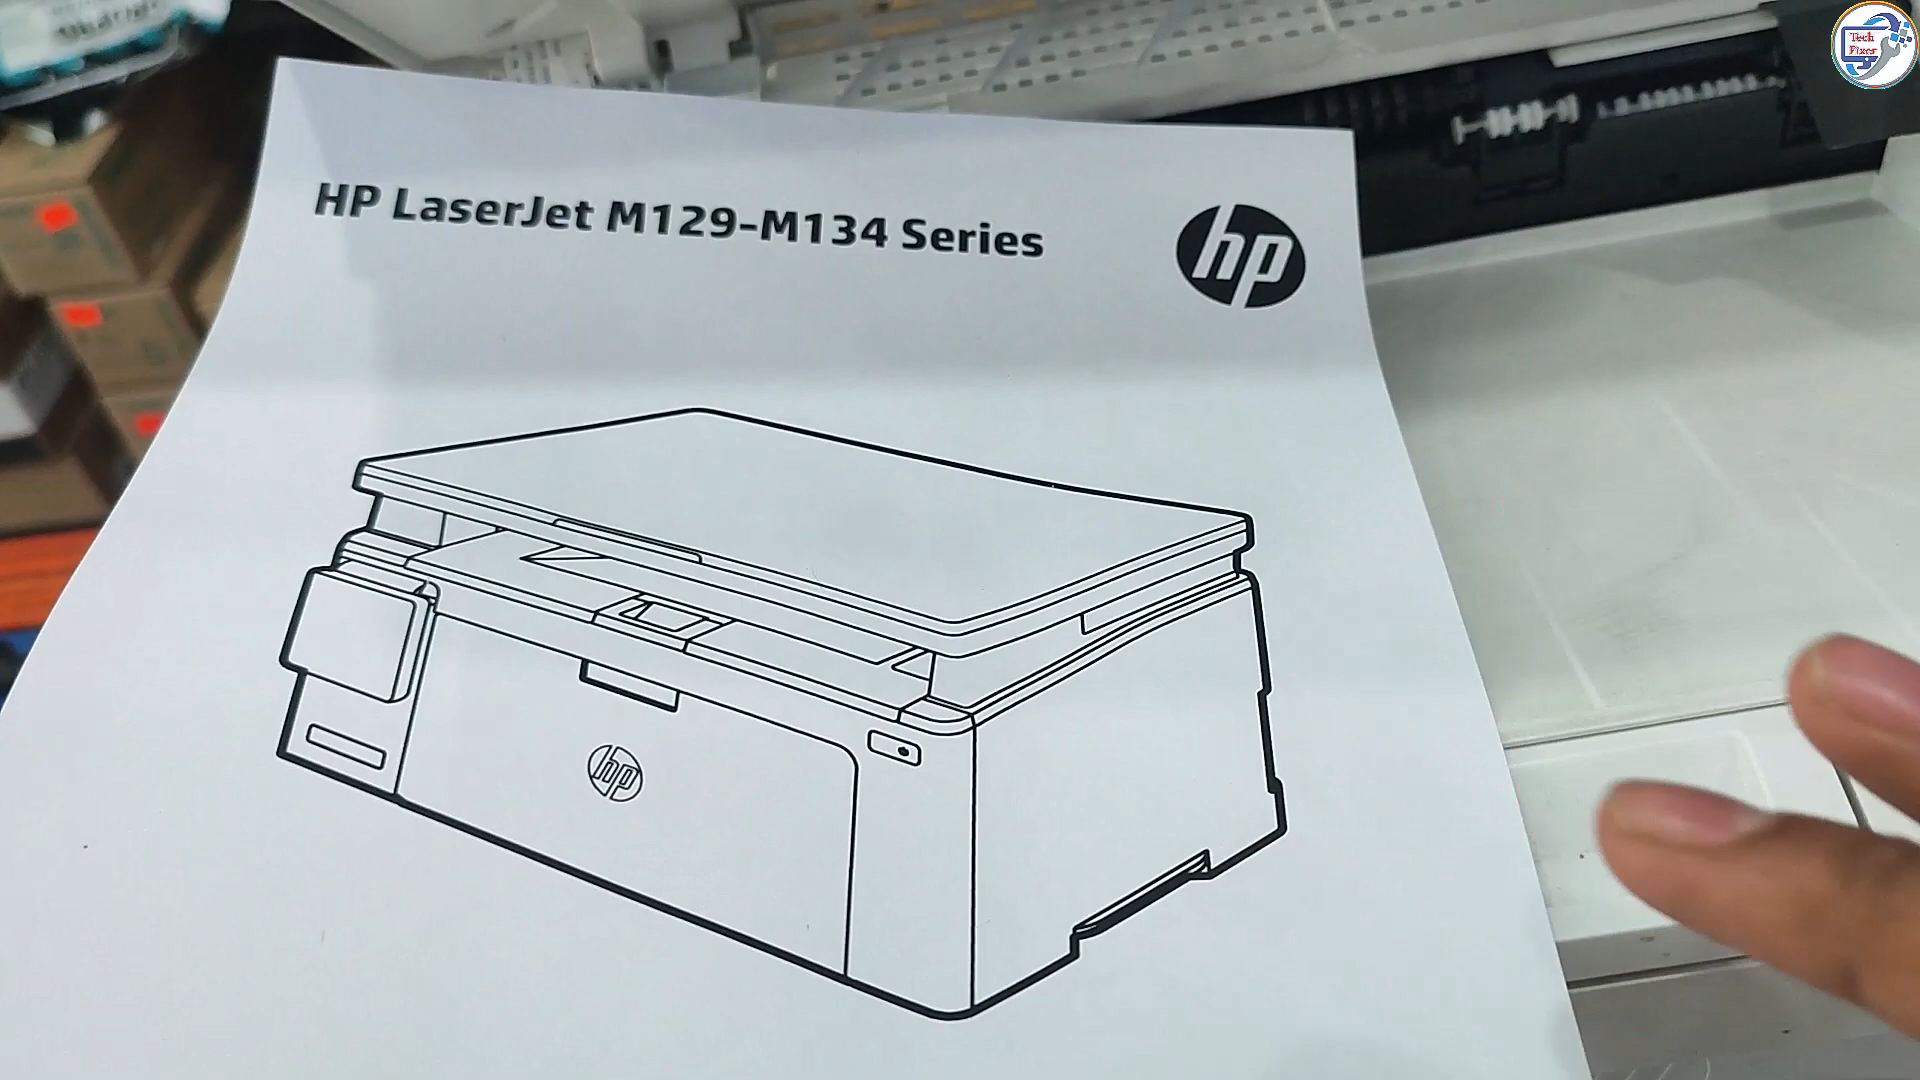 HP LaserJet M129-M134 Series
hp
hp
Tech
Fixer